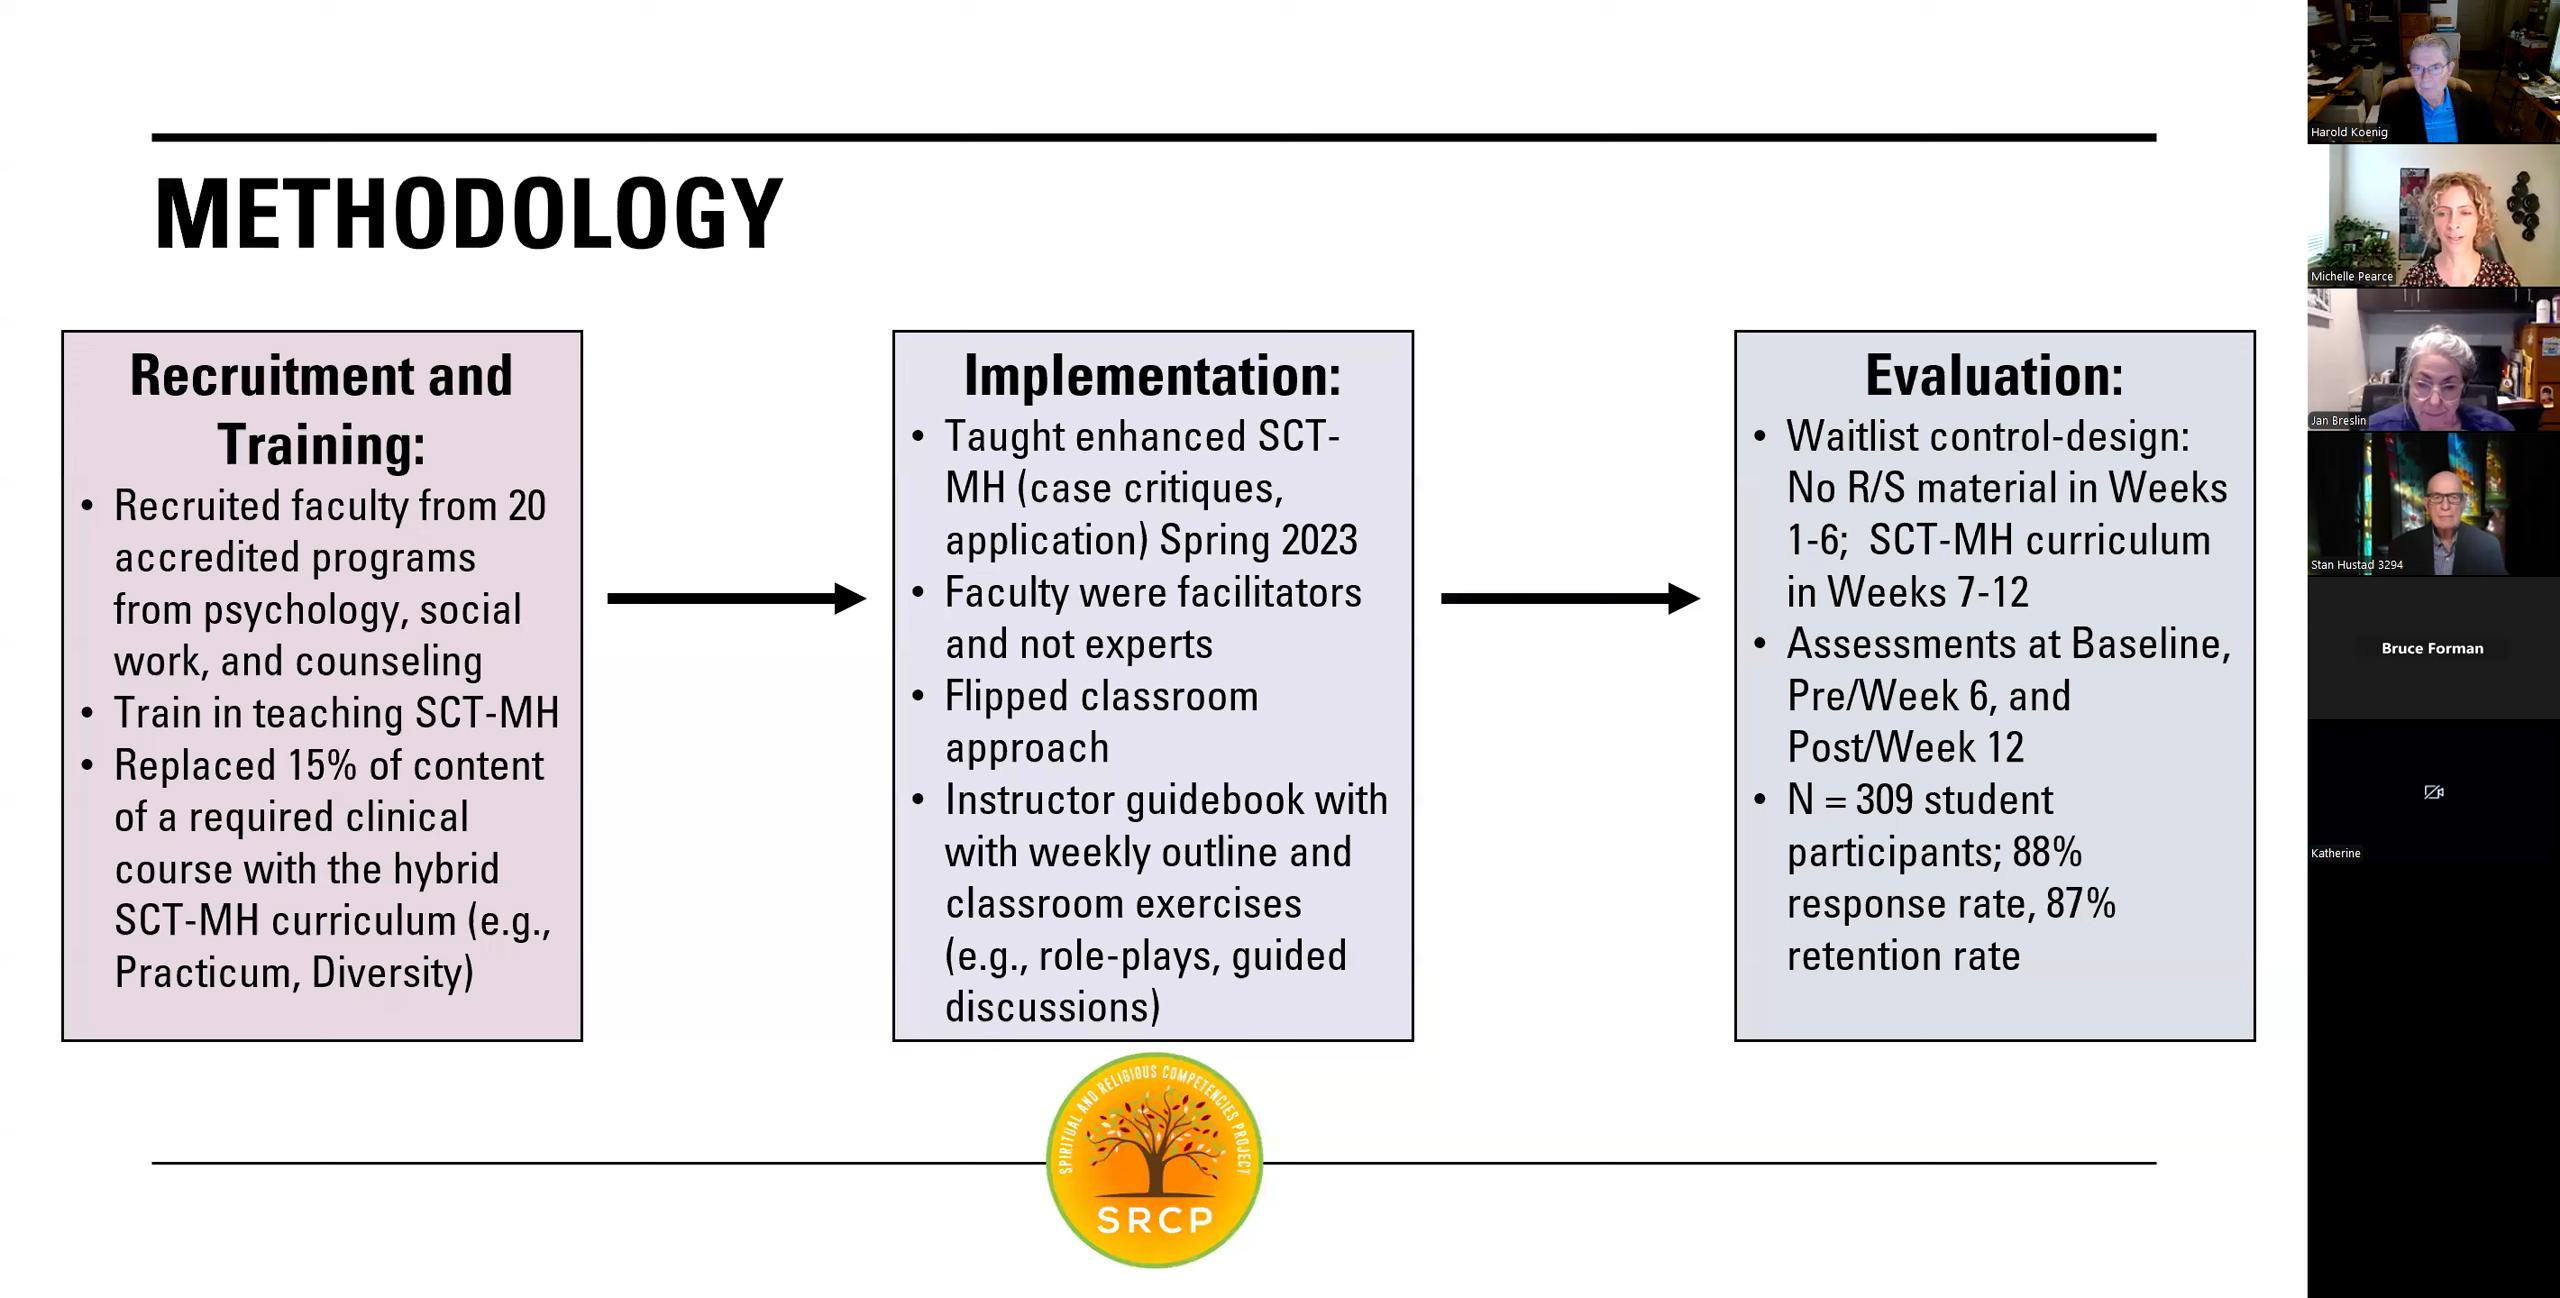 METHODOLOGY
Recruitment and
Training:
• Recruited faculty from 20
accredited programs
from psychology, social
work, and counseling
• Train in teaching SCT-MH
• Replaced 15% of content
of a required clinical
course with the hybrid
SCT-MH curriculum (e.g.,
Practicum, Diversity)
Implementation:
• Taught enhanced SCT-
MH (case critiques,
application) Spring 2023
• Faculty were facilitators
and not experts
• Flipped classroom
approach
• Instructor guidebook with
with weekly outline and
classroom exercises
(e.g., role-plays, guided
discussions)
Evaluation:
• Waitlist control-design:
No R/S material in Weeks
1-6; SCT-MH curriculum
in Weeks 7-12
• Assessments at Baseline,
Pre/Week 6, and
Post/Week 12
• N = 309 student
participants; 88%
response rate, 87%
retention rate
SPIRITUAL AND RELIGIOUS COMPETENCIES PROJECT
SRCP
Harold Koenig
Michelle Pearce
Jan Breslin
Stan Hustad 3294
Bruce Forman
Katherine